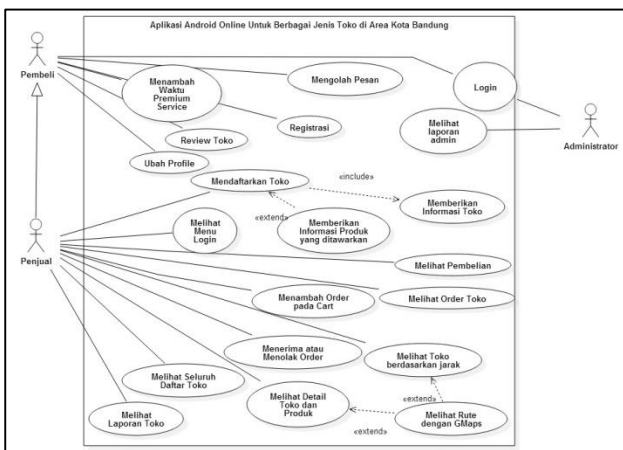 Aplikasi Android Online Untuk Berbagai Jenis Toko di Area Kota Bandung
Pembeli
Menambah
Waktu
Premium
Service
Mengolah Pesan
Login
Registrasi
Review Toko
Melihat
laporan
admin
Administrator
Ubah Profile
Mendaftarkan Toko
«include»
Memberikan
Informasi Toko
«extend»
Memberikan
Informasi Produk
yang ditawarkan
Melihat
Menu
Login
Penjual
Melihat Pembelian
Menambah Order
pada Cart
Melihat Order Toko
Menerima atau
Menolak Order
Melihat Toko
berdasarkan jarak
Melihat Seluruh
Daftar Toko
Melihat Detail
Toko dan
Produk
«extend»
Melihat
Laporan Toko
Melihat Rute
dengan GMaps
«extend»